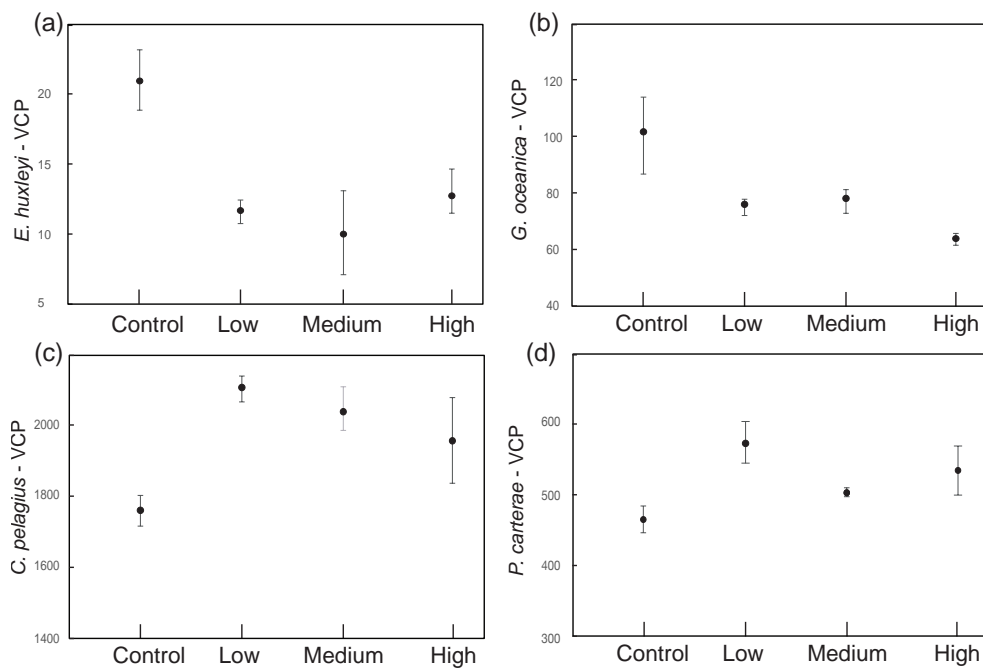 (a)
E. huxleyi - VCP
20
15
10
5
Control Low Medium High
(b)
G. oceanica - VCP
120
100
80
60
40
Control Low Medium High
(c)
C. pelagius - VCP
2000
1800
1600
1400
Control Low Medium High
(d)
P. carterae - VCP
600
500
400
300
Control Low Medium High